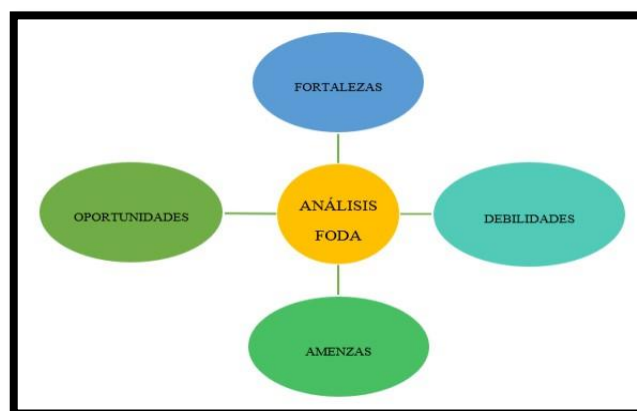 FORTALEZAS
OPORTUNIDADES
ANÁLISIS
FODA
DEBILIDADES
AMENZAS